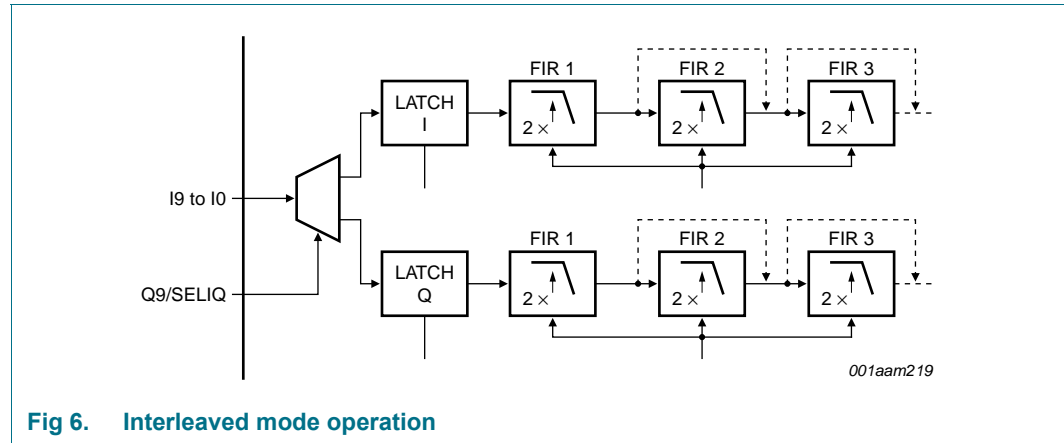 FIR 1
FIR 2
FIR 3
LATCH
I
2 ×
2 ×
2 ×
I9 to I0
Q9/SELIQ
FIR 1
FIR 2
FIR 3
LATCH
Q
2 ×
2 ×
2 ×
001aam219
Fig 6. Interleaved mode operation